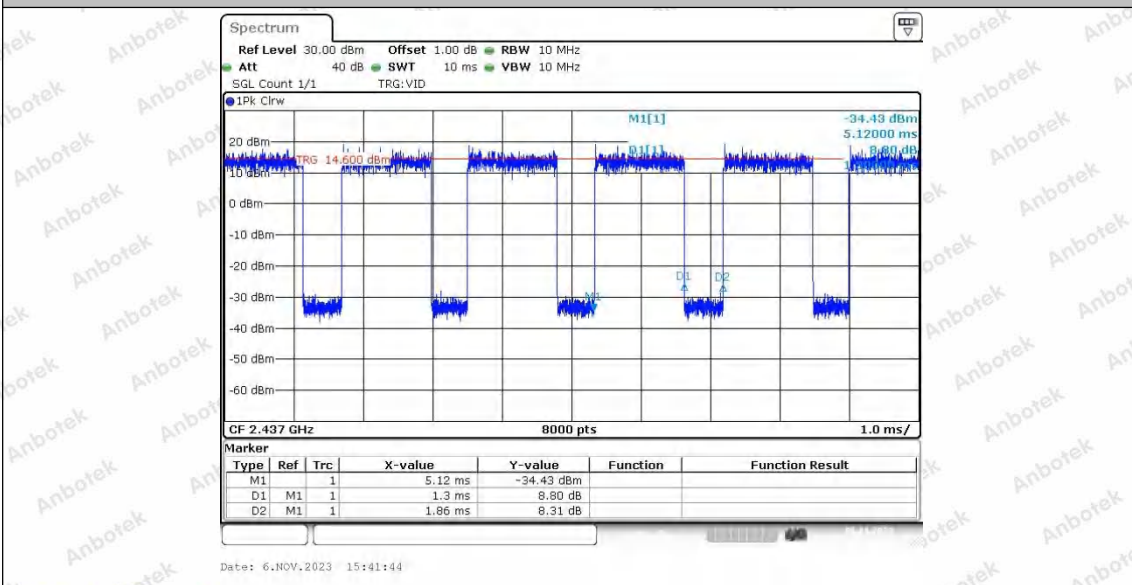 Spectrum
Ref Level 30.00 dBm Offset 1.00 dB RBW 10 MHz
Att 40 dB SWT 10 ms VBW 10 MHz
SGL Count 1/1 TRG:VID
1Pk Clrw
M1[1] -34.43 dBm
5.12000 ms
20 dBm
D1[1] 8.80 dB
TRG 14.600 dBm
10 dBm
0 dBm
-10 dBm
-20 dBm
D1 D2
-30 dBm
M1
-40 dBm
-50 dBm
-60 dBm
CF 2.437 GHz 8000 pts 1.0 ms/
Marker
Type Ref Trc X-value Y-value Function Function Result
M1 1 5.12 ms -34.43 dBm
D1 M1 1 1.3 ms 8.80 dB
D2 M1 1 1.86 ms 8.31 dB
Date: 6.NOV.2023 15:41:44
Anbotek